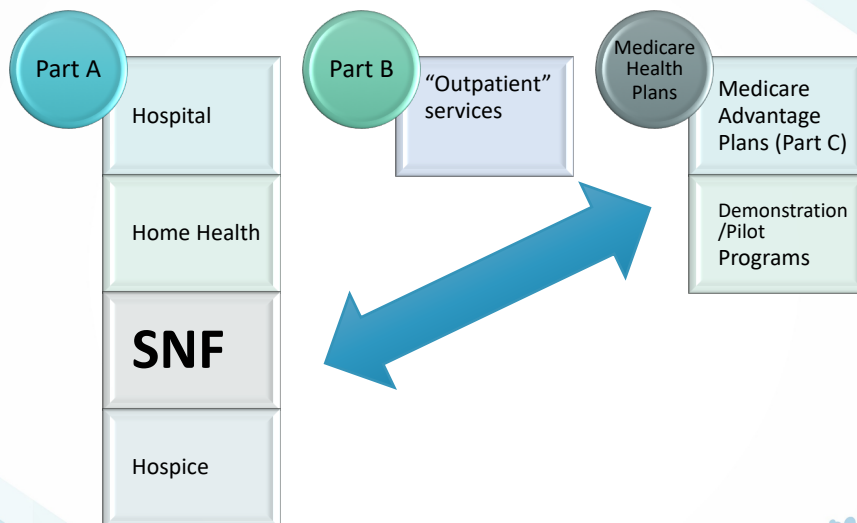 Part A
Hospital
Home Health
SNF
Hospice
Part B
“Outpatient”
services
Medicare
Health
Plans
Medicare
Advantage
Plans (Part C)
Demonstration
/Pilot
Programs